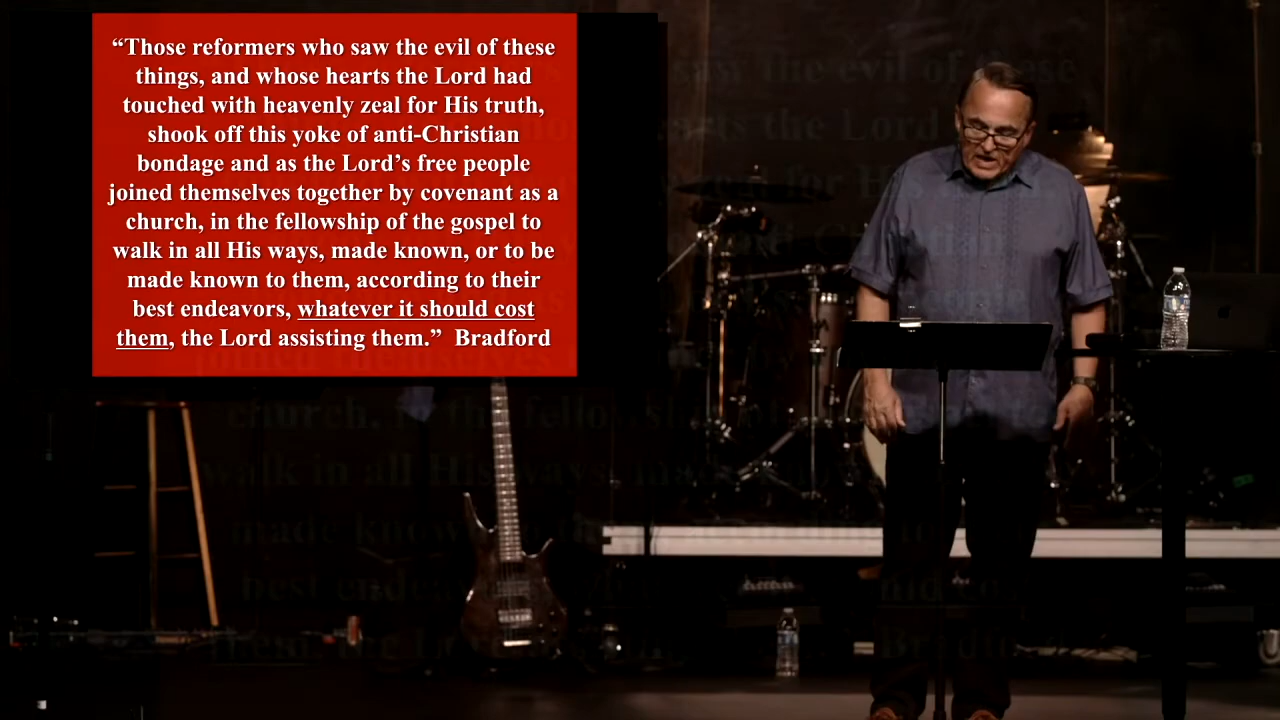 “Those reformers who saw the evil of these
things, and whose hearts the Lord had
touched with heavenly zeal for His truth,
shook off this yoke of anti-Christian
bondage and as the Lord’s free people
joined themselves together by covenant as a
church, in the fellowship of the gospel to
walk in all His ways, made known, or to be
made known to them, according to their
best endeavors, whatever it should cost
them, the Lord assisting them.”  Bradford